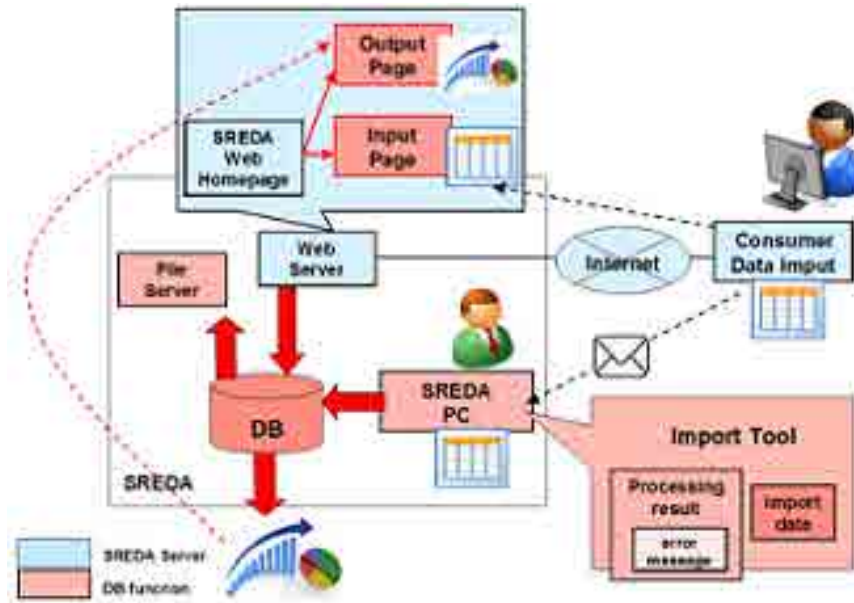 Output
Page
SREDA
Web
Homepage
Input
Page
Web
Server
File
Server
Internet
Consumer
Data Imput
SREDA
PC
DB
Import Tool
SREDA
Processing
result
error
message
import
date
SREDA Server
DB function